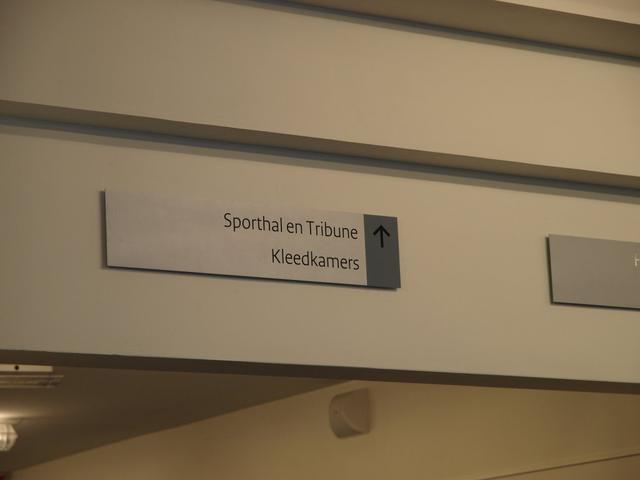 Sporthal en Tribune
Kleedkamers